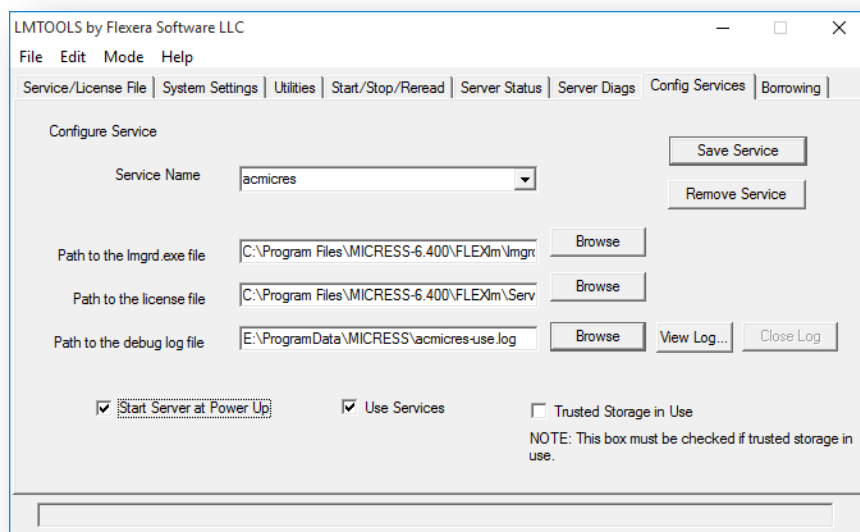 LMTOOLS by Flexera Software LLC
File Edit Mode Help
Service/License File System Settings Utilities Start/Stop/Reread Server Status Server Diags Config Services Borrowing
Configure Service
Save Service
Service Name acmicres
Remove Service
Path to the lmgrd.exe file C:\Program Files\MICRESS-6.400\FLEXlm\lmgrd Browse
Path to the license file C:\Program Files\MICRESS-6.400\FLEXlm\Serv Browse
Path to the debug log file E:\ProgramData\MICRESS\acmicres-use.log Browse View Log... Close Log
Start Server at Power Up Use Services Trusted Storage in Use
NOTE: This box must be checked if trusted storage in
use.